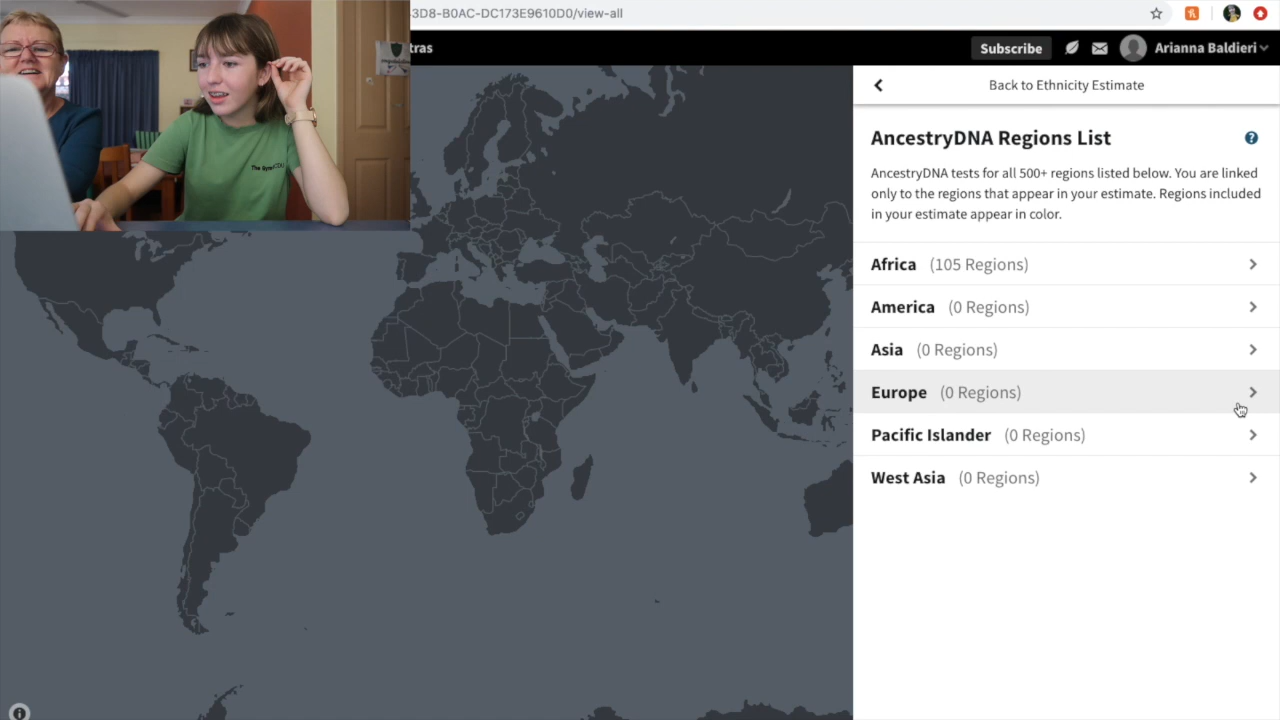 3D8-B0AC-DC173E9610D0/view-all
tras
Subscribe
Arianna Baldieri
Back to Ethnicity Estimate
AncestryDNA Regions List
AncestryDNA tests for all 500+ regions listed below. You are linked
only to the regions that appear in your estimate. Regions included
in your estimate appear in color.
Africa (105 Regions)
America (0 Regions)
Asia (0 Regions)
Europe (0 Regions)
Pacific Islander (0 Regions)
West Asia (0 Regions)